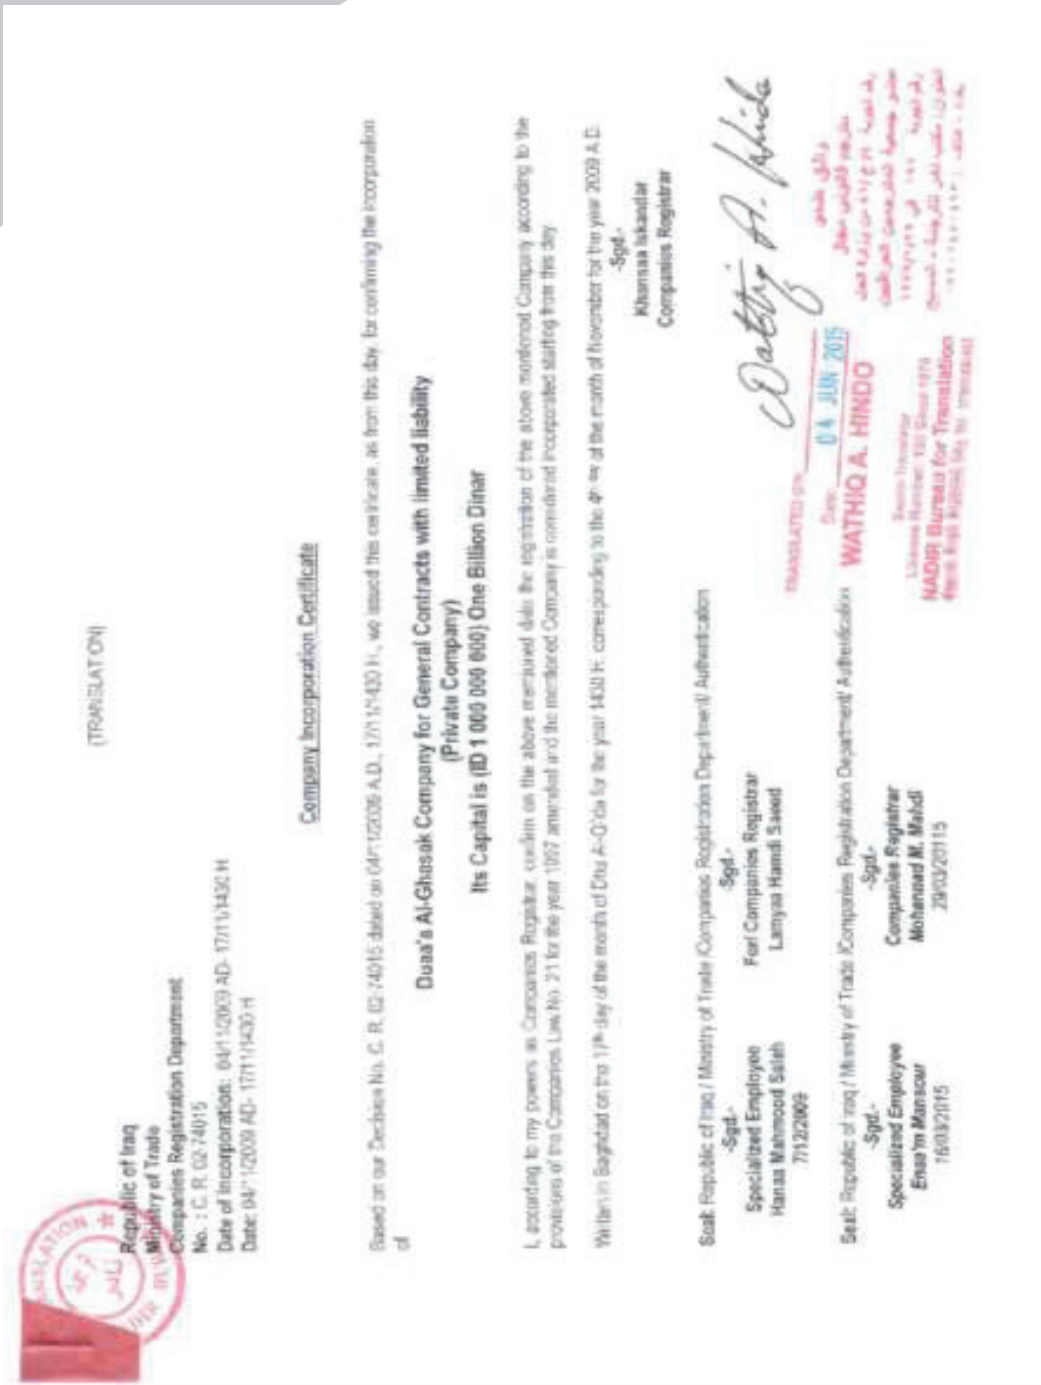 (TRANSLATION)
Republic of Iraq
Ministry of Trade
Companies Registration Department
No. : C. R. 02-74015
Date of Incorporation: 04/11/2009 AD- 17/11/1430 H
Date: 04/11/2009 AD- 17/11/1430 H
Company Incorporation Certificate
Based on our Decision No. C. R. 02-74015 dated on 04/11/2009 A.D., 17/11/1430 H., we issued this certificate, as from this day, for confirming the incorporation
of
Duaa'a Al-Ghasak Company for General Contracts with limited liability
(Private Company)
Its Capital is (ID 1 000 000 000) One Billion Dinar
I, according to my powers as Companies Registrar, confirm on the above mentioned date the registration of the above mentioned Company according to the
provisions of the Companies Law No. 21 for the year 1997 amended and the mentioned Company is considered incorporated starting from this day
Written in Baghdad on the 17th day of the month of Dhu Al-Q'da for the year 1430 H. corresponding to the 4th day of the month of November for the year 2009 A.D.
-Sgd.-
Khansaa Iskandar
Companies Registrar
Seal: Republic of Iraq / Ministry of Trade /Companies Registration Department/ Authentication
-Sgd.- -Sgd.-
Specialized Employee For/ Companies Registrar
Hanaa Mahmood Saleh Lamyaa Hamdi Saeed
7/12/2009
Seal: Republic of Iraq / Ministry of Trade /Companies Registration Department/ Authentication
-Sgd.- -Sgd.-
Specialized Employee Companies Registrar
Ensa'm Mansour Mohannad M. Mahdi
16/03/2015 29/03/20115
TRANSLATED ON
Date: 04 JUN 2015
WATHIQ A. HINDO
Sworn Translator
NADIR Bureau for Translation
واثق هندو